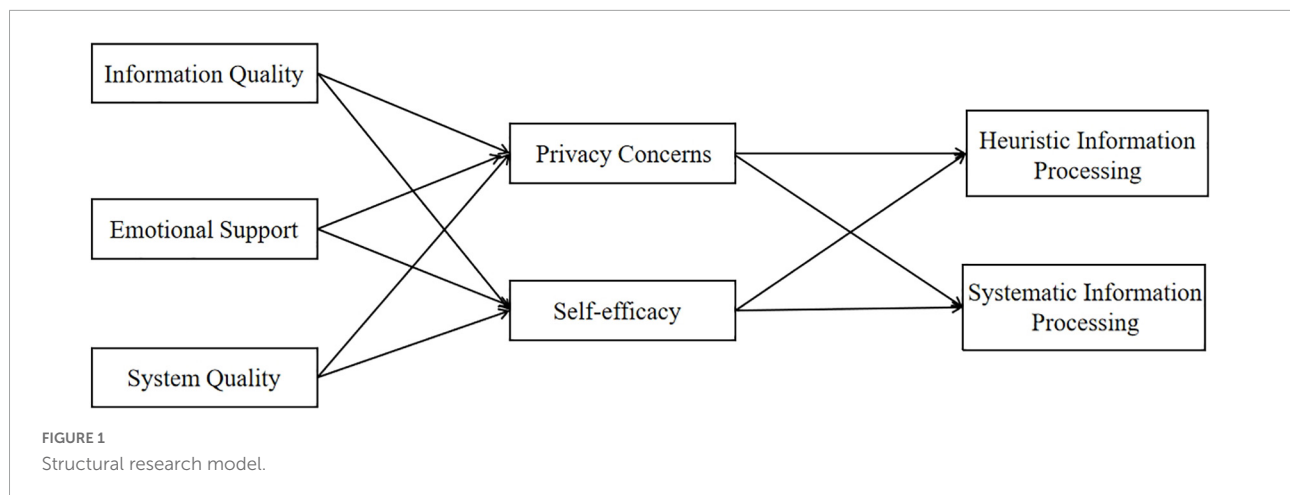 Information Quality
Emotional Support
System Quality
Privacy Concerns
Self-efficacy
Heuristic Information
Processing
Systematic Information
Processing
FIGURE 1
Structural research model.